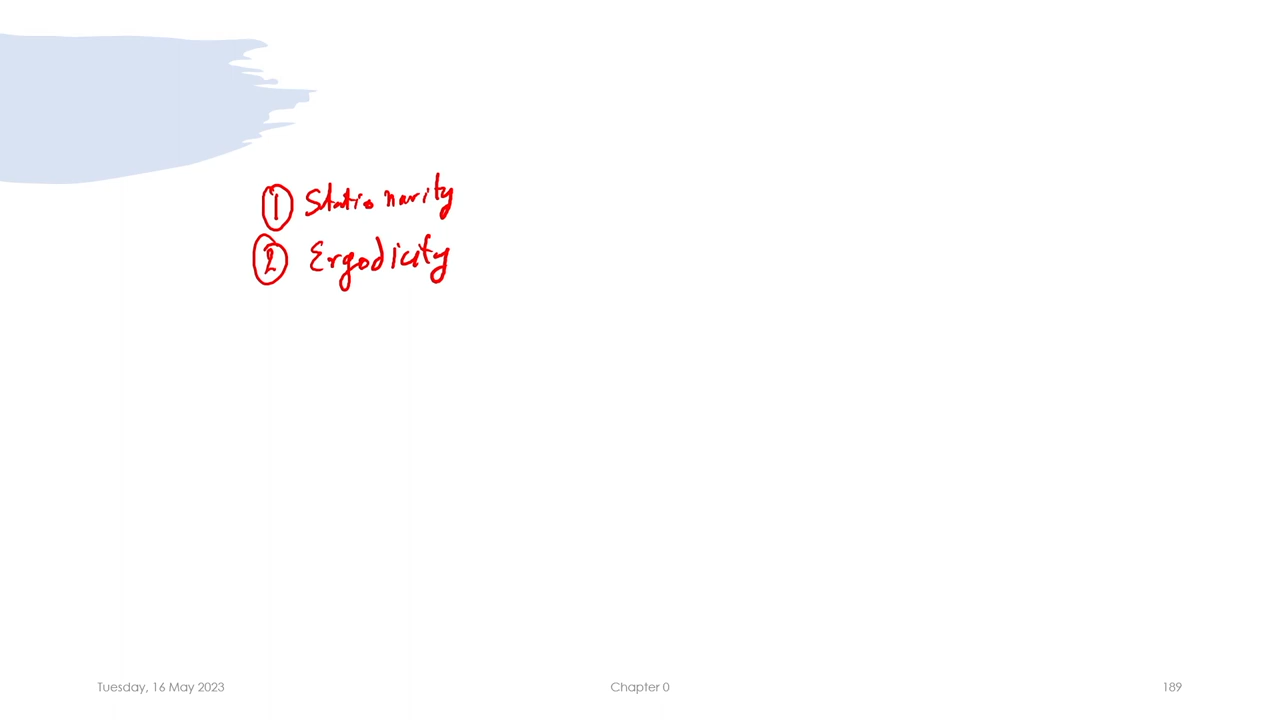 ① Stationarity
② Ergodicity
Tuesday, 16 May 2023
Chapter 0
189